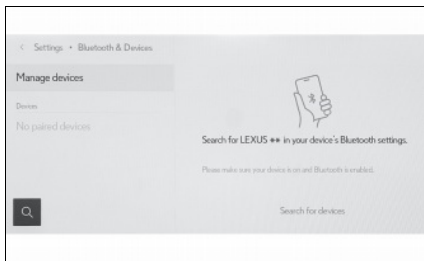 < Settings • Bluetooth & Devices
Manage devices
Devices
No paired devices
Search for LEXUS ** in your device's Bluetooth settings.
Please make sure your device is on and Bluetooth is enabled.
Search for devices